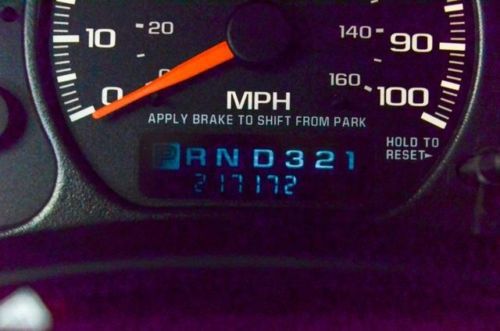 10 20 140 90
0 0 160 100
MPH
APPLY BRAKE TO SHIFT FROM PARK
HOLD TO
RESET►
P R N D 3 2 1
217172